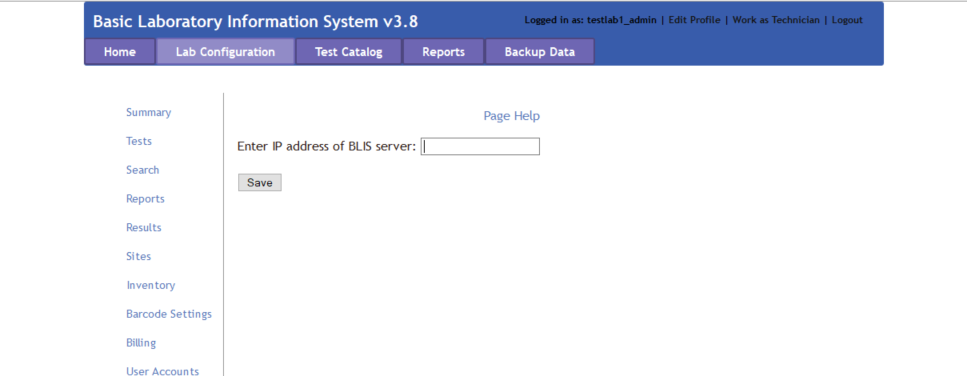 Basic Laboratory Information System v3.8
Logged in as: testlab1_admin | Edit Profile | Work as Technician | Logout
Home Lab Configuration Test Catalog Reports Backup Data
Summary
Tests
Search
Reports
Results
Sites
Inventory
Barcode Settings
Billing
User Accounts
Page Help
Enter IP address of BLIS server:
Save